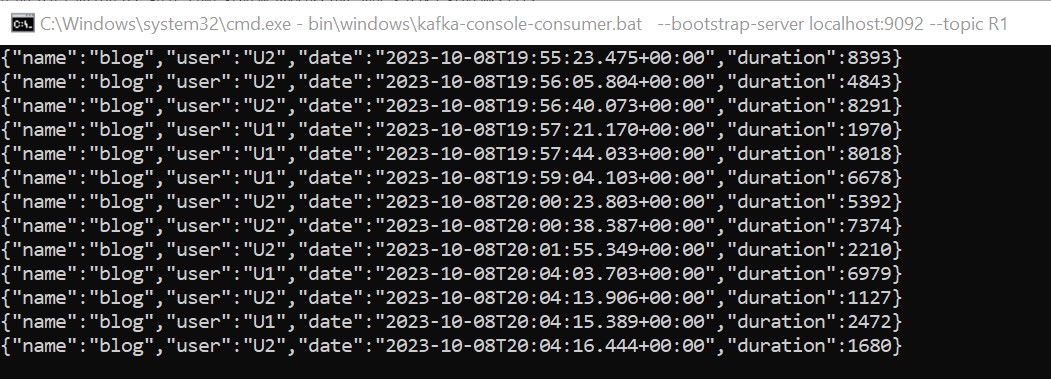 C:\Windows\system32\cmd.exe - bin\windows\kafka-console-consumer.bat --bootstrap-server localhost:9092 --topic R1
{"name":"blog","user":"U2","date":"2023-10-08T19:55:23.475+00:00","duration":8393}
{"name":"blog","user":"U2","date":"2023-10-08T19:56:05.804+00:00","duration":4843}
{"name":"blog","user":"U2","date":"2023-10-08T19:56:40.073+00:00","duration":8291}
{"name":"blog","user":"U1","date":"2023-10-08T19:57:21.170+00:00","duration":1970}
{"name":"blog","user":"U1","date":"2023-10-08T19:57:44.033+00:00","duration":8018}
{"name":"blog","user":"U1","date":"2023-10-08T19:59:04.103+00:00","duration":6678}
{"name":"blog","user":"U2","date":"2023-10-08T20:00:23.803+00:00","duration":5392}
{"name":"blog","user":"U2","date":"2023-10-08T20:00:38.387+00:00","duration":7374}
{"name":"blog","user":"U2","date":"2023-10-08T20:01:55.349+00:00","duration":2210}
{"name":"blog","user":"U1","date":"2023-10-08T20:04:03.703+00:00","duration":6979}
{"name":"blog","user":"U2","date":"2023-10-08T20:04:13.906+00:00","duration":1127}
{"name":"blog","user":"U1","date":"2023-10-08T20:04:15.389+00:00","duration":2472}
{"name":"blog","user":"U2","date":"2023-10-08T20:04:16.444+00:00","duration":1680}